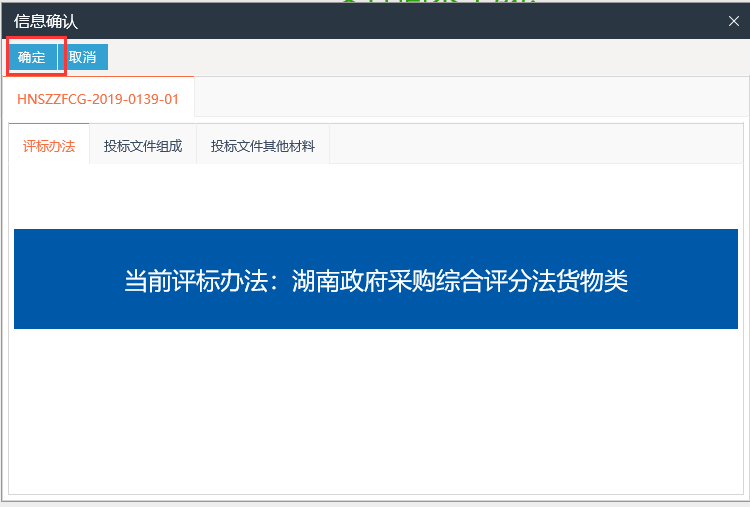 信息确认
确定 取消
HNSZZFCG-2019-0139-01
评标办法 投标文件组成 投标文件其他材料
当前评标办法：湖南政府采购综合评分法货物类